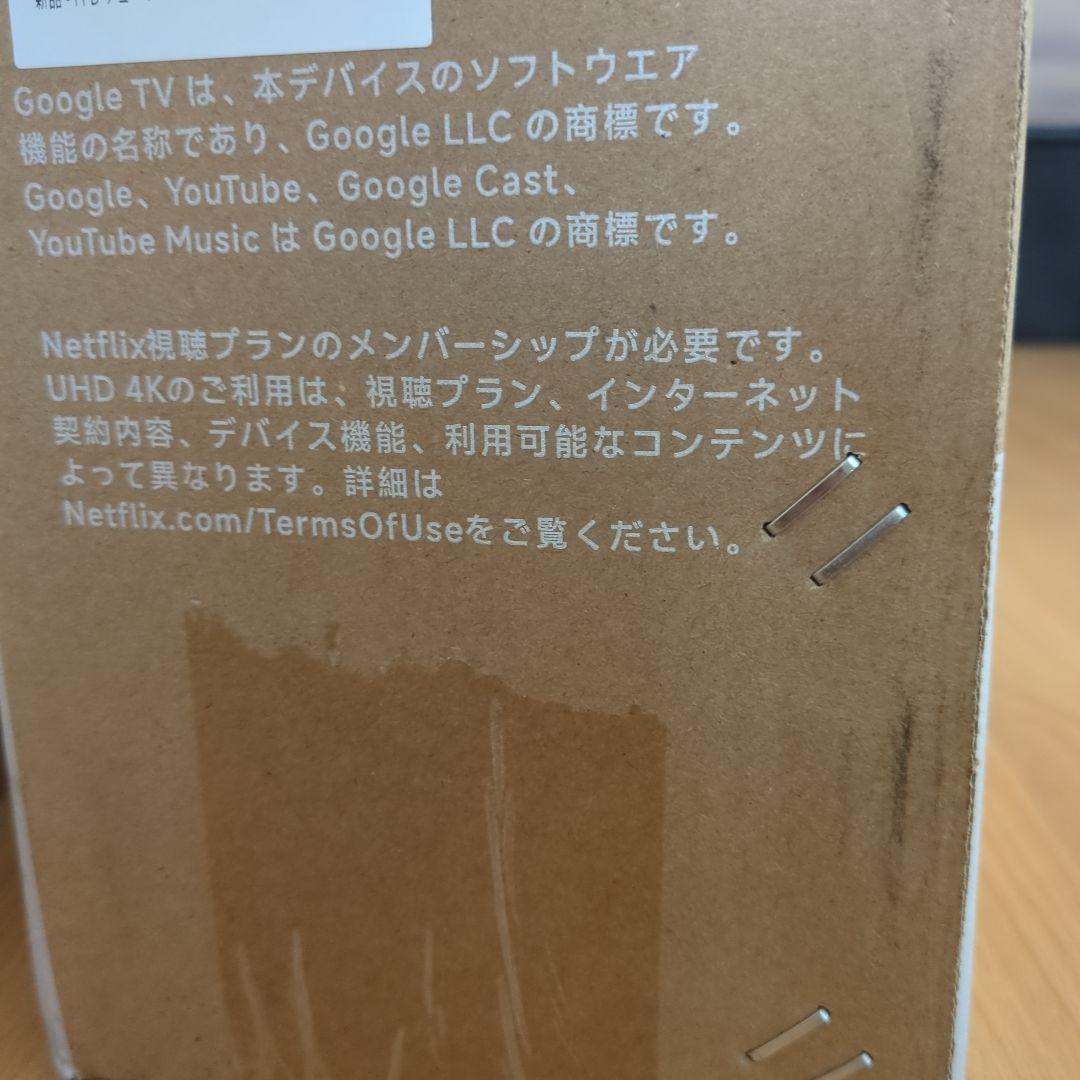 新品
Google TV は、本デバイスのソフトウエア
機能の名称であり、Google LLC の商標です。
Google、YouTube、Google Cast、
YouTube Music は Google LLC の商標です。
Netflix視聴プランのメンバーシップが必要です。
UHD 4Kのご利用は、視聴プラン、インターネット
契約内容、デバイス機能、利用可能なコンテンツに
よって異なります。詳細は
Netflix.com/TermsOfUseをご覧ください。